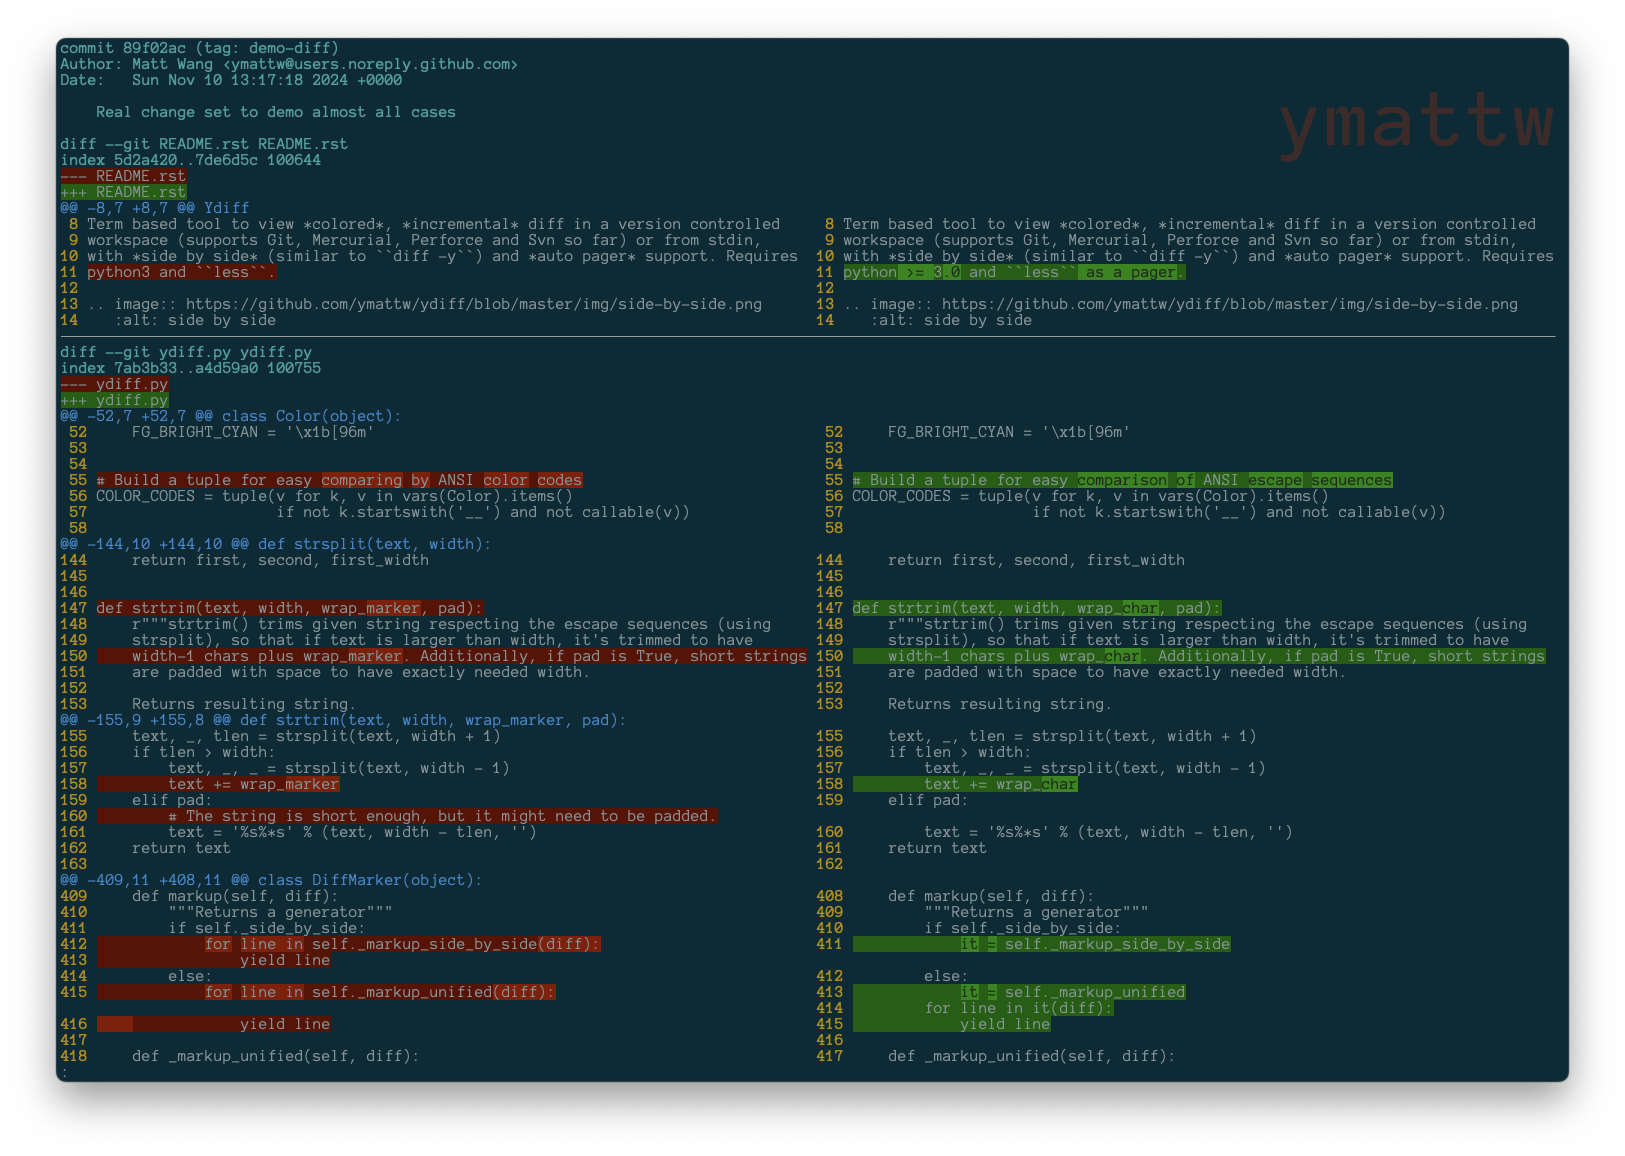 commit 89f02ac (tag: demo-diff)
Author: Matt Wang <ymattw@users.noreply.github.com>
Date:   Sun Nov 10 13:17:18 2024 +0000
    Real change set to demo almost all cases
ymattw
diff --git README.rst README.rst
index 5d2a420..7de6d5c 100644
--- README.rst
+++ README.rst
@@ -8,7 +8,7 @@ Ydiff
 8 Term based tool to view *colored*, *incremental* diff in a version controlled      8 Term based tool to view *colored*, *incremental* diff in a version controlled
 9 workspace (supports Git, Mercurial, Perforce and Svn so far) or from stdin,        9 workspace (supports Git, Mercurial, Perforce and Svn so far) or from stdin,
10 with *side by side* (similar to ``diff -y``) and *auto pager* support. Requires  10 with *side by side* (similar to ``diff -y``) and *auto pager* support. Requires
11 python3 and ``less``.                                                            11 python >= 3.0 and ``less`` as a pager.
12                                                                                  12
13 .. image:: https://github.com/ymattw/ydiff/blob/master/img/side-by-side.png      13 .. image:: https://github.com/ymattw/ydiff/blob/master/img/side-by-side.png
14    :alt: side by side                                                            14    :alt: side by side
diff --git ydiff.py ydiff.py
index 7ab3b33..a4d59a0 100755
--- ydiff.py
+++ ydiff.py
@@ -52,7 +52,7 @@ class Color(object):
 52     FG_BRIGHT_CYAN = '\x1b[96m'                                                  52     FG_BRIGHT_CYAN = '\x1b[96m'
 53                                                                                  53
 54                                                                                  54
 55 # Build a tuple for easy comparing by ANSI color codes                           55 # Build a tuple for easy comparison of ANSI escape sequences
 56 COLOR_CODES = tuple(v for k, v in vars(Color).items()                            56 COLOR_CODES = tuple(v for k, v in vars(Color).items()
 57                     if not k.startswith('__') and not callable(v))               57                     if not k.startswith('__') and not callable(v))
 58                                                                                  58
@@ -144,10 +144,10 @@ def strsplit(text, width):
144     return first, second, first_width                                           144     return first, second, first_width
145                                                                                 145
146                                                                                 146
147 def strtrim(text, width, wrap_marker, pad):                                     147 def strtrim(text, width, wrap_char, pad):
148     r"""strtrim() trims given string respecting the escape sequences (using     148     r"""strtrim() trims given string respecting the escape sequences (using
149     strsplit), so that if text is larger than width, it's trimmed to have       149     strsplit), so that if text is larger than width, it's trimmed to have
150     width-1 chars plus wrap_marker. Additionally, if pad is True, short strings 150     width-1 chars plus wrap_char. Additionally, if pad is True, short strings
151     are padded with space to have exactly needed width.                         151     are padded with space to have exactly needed width.
152                                                                                 152
153     Returns resulting string.                                                   153     Returns resulting string.
@@ -155,9 +155,8 @@ def strtrim(text, width, wrap_marker, pad):
155     text, _, tlen = strsplit(text, width + 1)                                   155     text, _, tlen = strsplit(text, width + 1)
156     if tlen > width:                                                            156     if tlen > width:
157         text, _, _ = strsplit(text, width - 1)                                  157         text, _, _ = strsplit(text, width - 1)
158         text += wrap_marker                                                     158         text += wrap_char
159     elif pad:                                                                   159     elif pad:
160         # The string is short enough, but it might need to be padded.
161         text = '%s%*s' % (text, width - tlen, '')                               160         text = '%s%*s' % (text, width - tlen, '')
162     return text                                                                 161     return text
163                                                                                 162
@@ -409,11 +408,11 @@ class DiffMarker(object):
409     def markup(self, diff):                                                     408     def markup(self, diff):
410         """Returns a generator"""                                               409         """Returns a generator"""
411         if self._side_by_side:                                                  410         if self._side_by_side:
412             for line in self._markup_side_by_side(diff):                        411             it = self._markup_side_by_side
413                 yield line
414         else:                                                                   412         else:
415             for line in self._markup_unified(diff):                             413             it = self._markup_unified
                                                                                    414         for line in it(diff):
416                 yield line                                                      415             yield line
417                                                                                 416
418     def _markup_unified(self, diff):                                            417     def _markup_unified(self, diff):
: